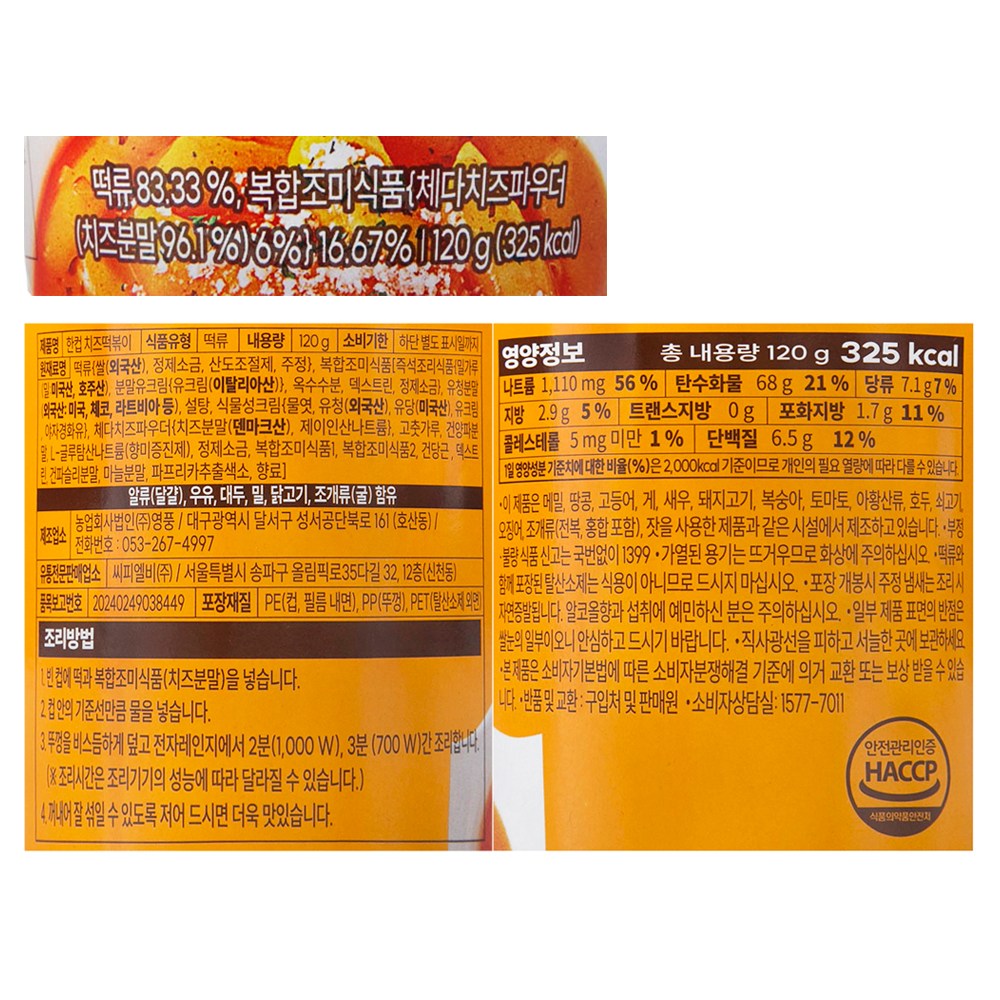 떡류 83.33 %, 복합조미식품{체다치즈파우더
(치즈분말 96.1 %) 6%} 16.67% | 120 g (325 kcal)
제품명 한컵 치즈떡볶이 식품유형 떡류 내용량 120 g 소비기한 하단 별도 표시일까지
원재료명 떡류{쌀(외국산), 정제소금, 산도조절제, 주정}, 복합조미식품[즉석조리식품{밀가루
(밀:미국산, 호주산), 분말유크림{유크림(이탈리아산)}, 옥수수분, 덱스트린, 정제소금}, 유청분말
(외국산: 미국, 체코, 라트비아 등), 설탕, 식물성크림{물엿, 유청(외국산), 유당(미국산), 유크림
, 야자경화유}, 체다치즈파우더{치즈분말(덴마크산), 제이인산나트륨}, 고춧가루, 건양파분
말, L-글루탐산나트륨(향미증진제), 정제소금, 복합조미식품1, 복합조미식품2, 건당근, 덱스트
린, 건파슬리분말, 마늘분말, 파프리카추출색소, 향료]
알류(달걀), 우유, 대두, 밀, 닭고기, 조개류(굴) 함유
제조업소 농업회사법인(주)영풍 / 대구광역시 달서구 성서공단북로 161 (호산동) /
전화번호 : 053-267-4997
유통전문판매업소 씨피엘비(주) / 서울특별시 송파구 올림픽로35다길 32, 12층(신천동)
품목보고번호 20240249038449 포장재질 PE(컵, 필름 내면), PP(뚜껑), PET(탈산소제 외면)
조리방법
1. 빈 컵에 떡과 복합조미식품(치즈분말)을 넣습니다.
2. 컵 안의 기준선만큼 물을 넣습니다.
3. 뚜껑을 비스듬하게 덮고 전자레인지에서 2분(1,000 W), 3분 (700 W)간 조리합니다.
(※ 조리시간은 조리기기의 성능에 따라 달라질 수 있습니다.)
4. 꺼내어 잘 섞일 수 있도록 저어 드시면 더욱 맛있습니다.
영양정보 총 내용량 120 g 325 kcal
나트륨 1,110 mg 56 % 탄수화물 68 g 21 % 당류 7.1 g 7 %
지방 2.9 g 5 % 트랜스지방 0 g 포화지방 1.7 g 11 %
콜레스테롤 5 mg 미만 1 % 단백질 6.5 g 12 %
1일 영양성분 기준치에 대한 비율(%)은 2,000kcal 기준이므로 개인의 필요 열량에 따라 다를 수 있습니다.
•이 제품은 메밀, 땅콩, 고등어, 게, 새우, 돼지고기, 복숭아, 토마토, 아황산류, 호두, 쇠고기,
오징어, 조개류(전복, 홍합 포함), 잣을 사용한 제품과 같은 시설에서 제조하고 있습니다. •부정
·불량 식품 신고는 국번없이 1399 •가열된 용기는 뜨거우므로 화상에 주의하십시오. •떡류와
함께 포장된 탈산소제는 식용이 아니므로 드시지 마십시오. •포장 개봉시 주정 냄새는 조리 시
자연증발됩니다. 알코올향과 섭취에 예민하신 분은 주의하십시오. •일부 제품 표면의 반점은
쌀눈의 일부이오니 안심하고 드시기 바랍니다. •직사광선을 피하고 서늘한 곳에 보관하세요.
•본 제품은 소비자기본법에 따른 소비자분쟁해결 기준에 의거 교환 또는 보상 받을 수 있습
니다. •반품 및 교환 : 구입처 및 판매원 •소비자상담실: 1577-7011
안전관리인증
HACCP
식품의약품안전처